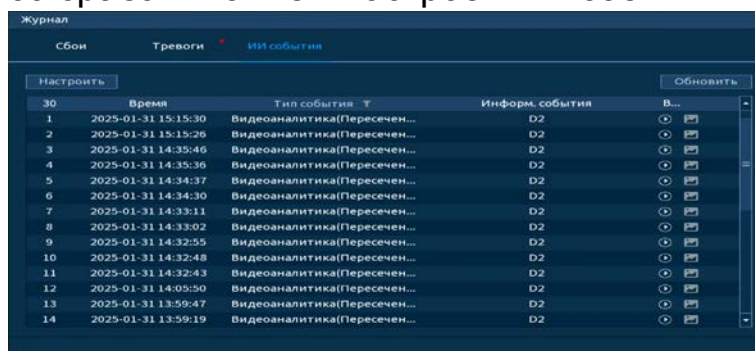 Журнал
Сбои Тревоги ИИ события
Настроить Обновить
30 Время Тип события Информ. события В...
1 2025-01-31 15:15:30 Видеоаналитика(Пересечен... D2
2 2025-01-31 15:15:26 Видеоаналитика(Пересечен... D2
3 2025-01-31 14:35:46 Видеоаналитика(Пересечен... D2
4 2025-01-31 14:35:36 Видеоаналитика(Пересечен... D2
5 2025-01-31 14:34:37 Видеоаналитика(Пересечен... D2
6 2025-01-31 14:34:30 Видеоаналитика(Пересечен... D2
7 2025-01-31 14:33:11 Видеоаналитика(Пересечен... D2
8 2025-01-31 14:33:02 Видеоаналитика(Пересечен... D2
9 2025-01-31 14:32:55 Видеоаналитика(Пересечен... D2
10 2025-01-31 14:32:48 Видеоаналитика(Пересечен... D2
11 2025-01-31 14:32:43 Видеоаналитика(Пересечен... D2
12 2025-01-31 14:05:50 Видеоаналитика(Пересечен... D2
13 2025-01-31 13:59:47 Видеоаналитика(Пересечен... D2
14 2025-01-31 13:59:19 Видеоаналитика(Пересечен... D2